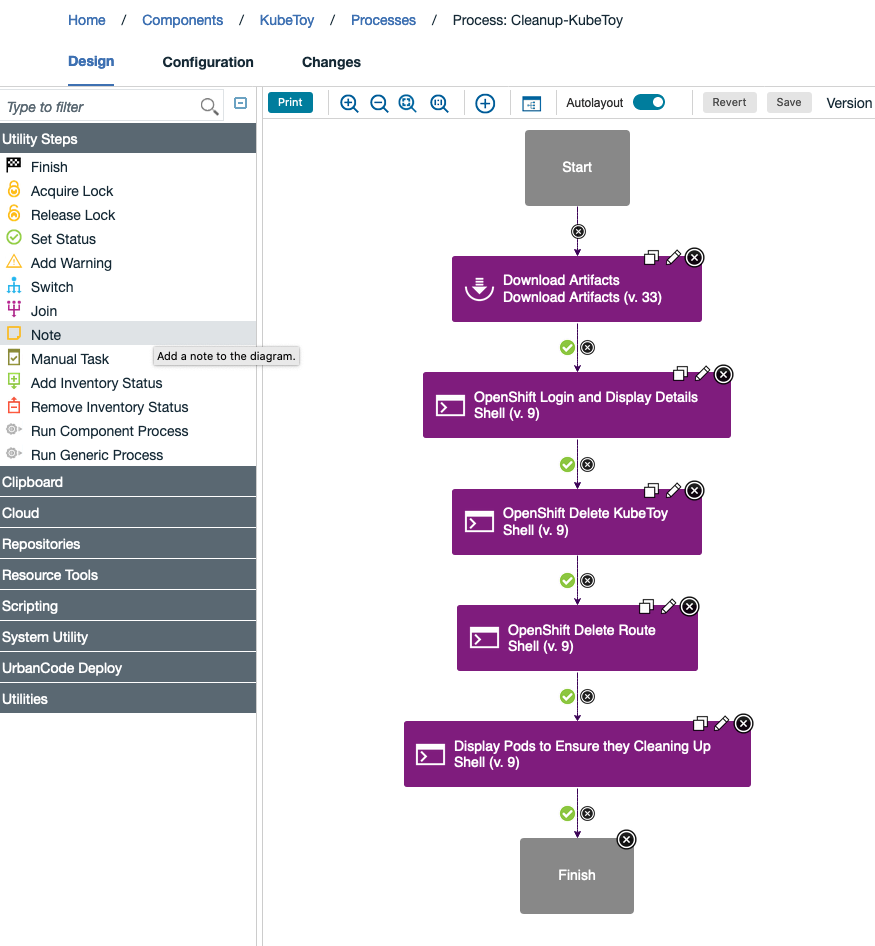 Home / Components / KubeToy / Processes / Process: Cleanup-KubeToy
Design Configuration Changes
Type to filter
Print
Autolayout
Revert
Save
Version
Utility Steps
Finish
Acquire Lock
Release Lock
Set Status
Add Warning
Switch
Join
Note
Add a note to the diagram.
Manual Task
Add Inventory Status
Remove Inventory Status
Run Component Process
Run Generic Process
Clipboard
Cloud
Repositories
Resource Tools
Scripting
System Utility
UrbanCode Deploy
Utilities
Start
Download Artifacts
Download Artifacts (v. 33)
OpenShift Login and Display Details
Shell (v. 9)
OpenShift Delete KubeToy
Shell (v. 9)
OpenShift Delete Route
Shell (v. 9)
Display Pods to Ensure they Cleaning Up
Shell (v. 9)
Finish